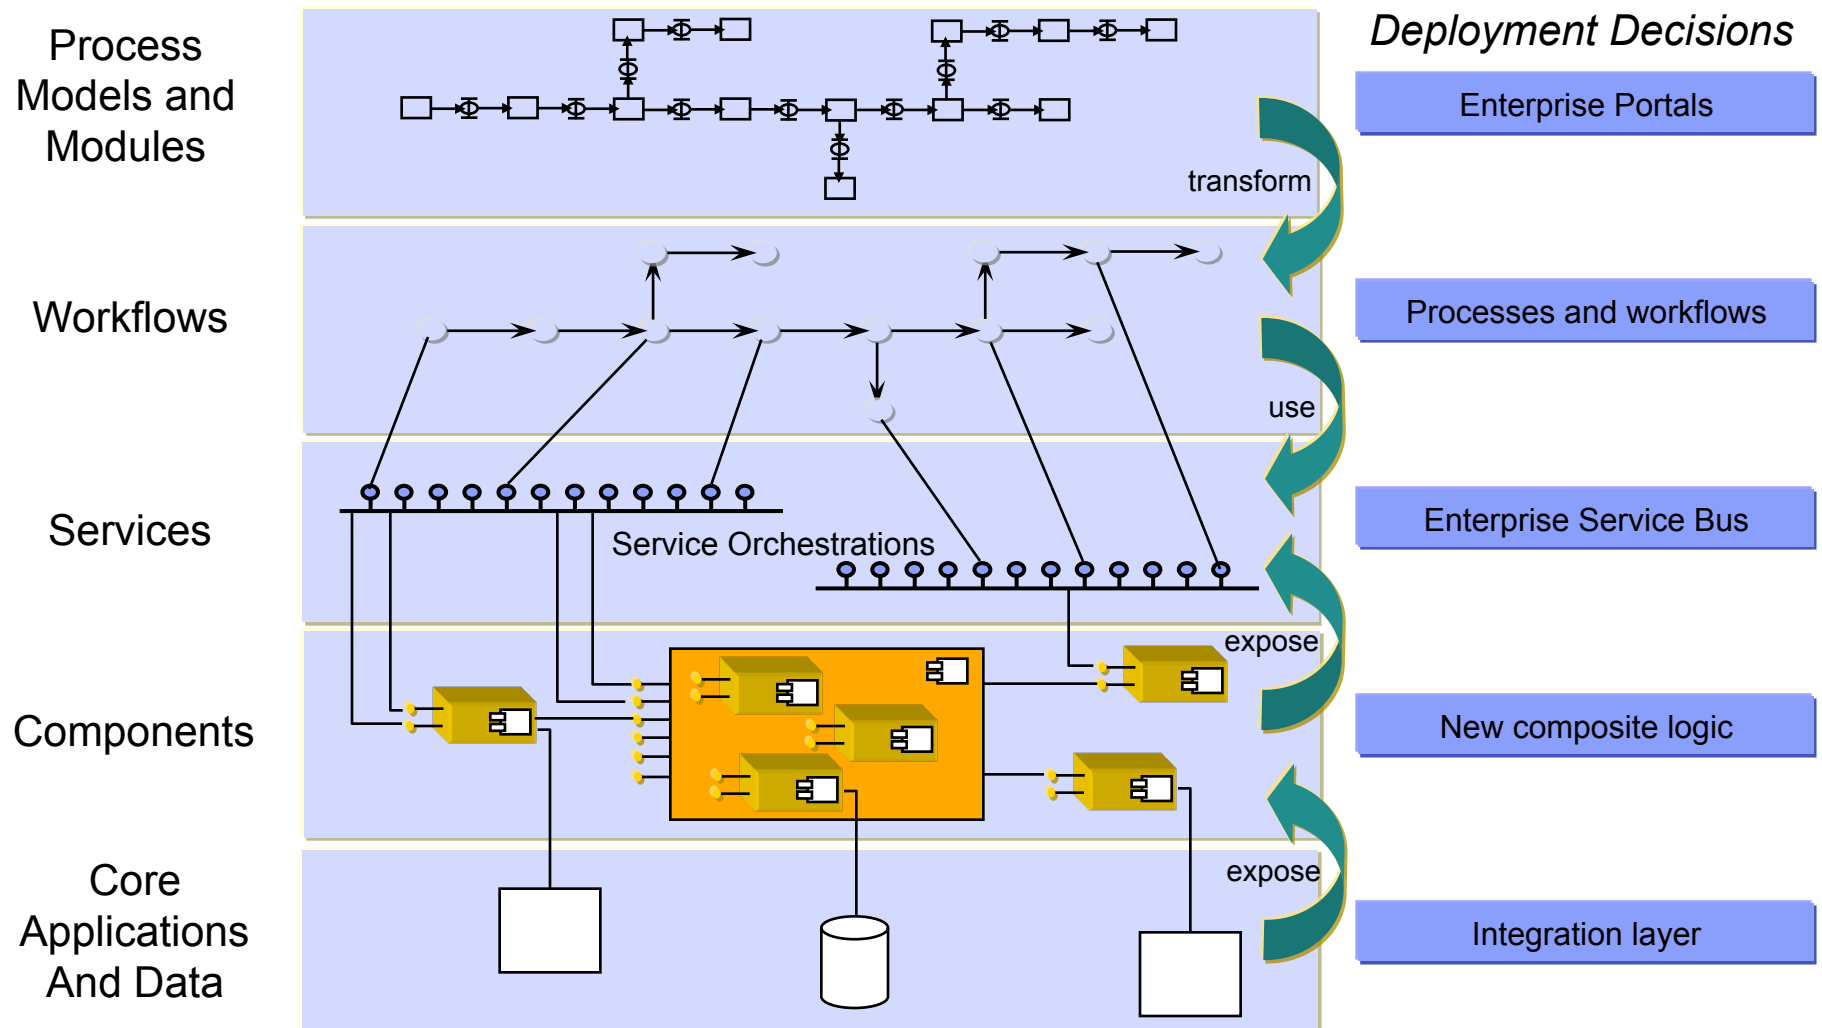 Process
Models and
Modules
Deployment Decisions
Enterprise Portals
transform
Workflows
Processes and workflows
use
Services
Service Orchestrations
Enterprise Service Bus
expose
Components
New composite logic
expose
Core
Applications
And Data
Integration layer